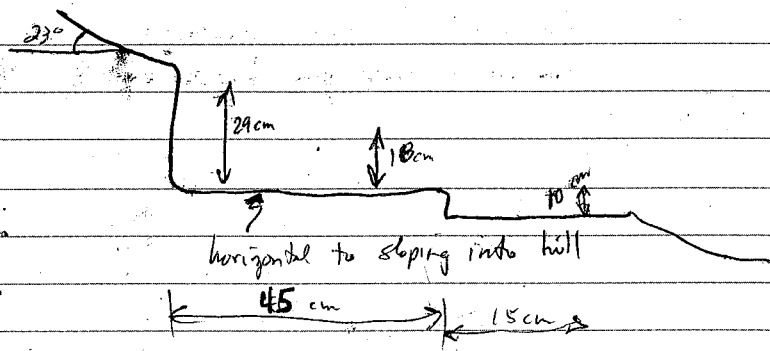 23°
29cm
18cm
10 cm
horizontal to sloping into hill
45 cm
15cm